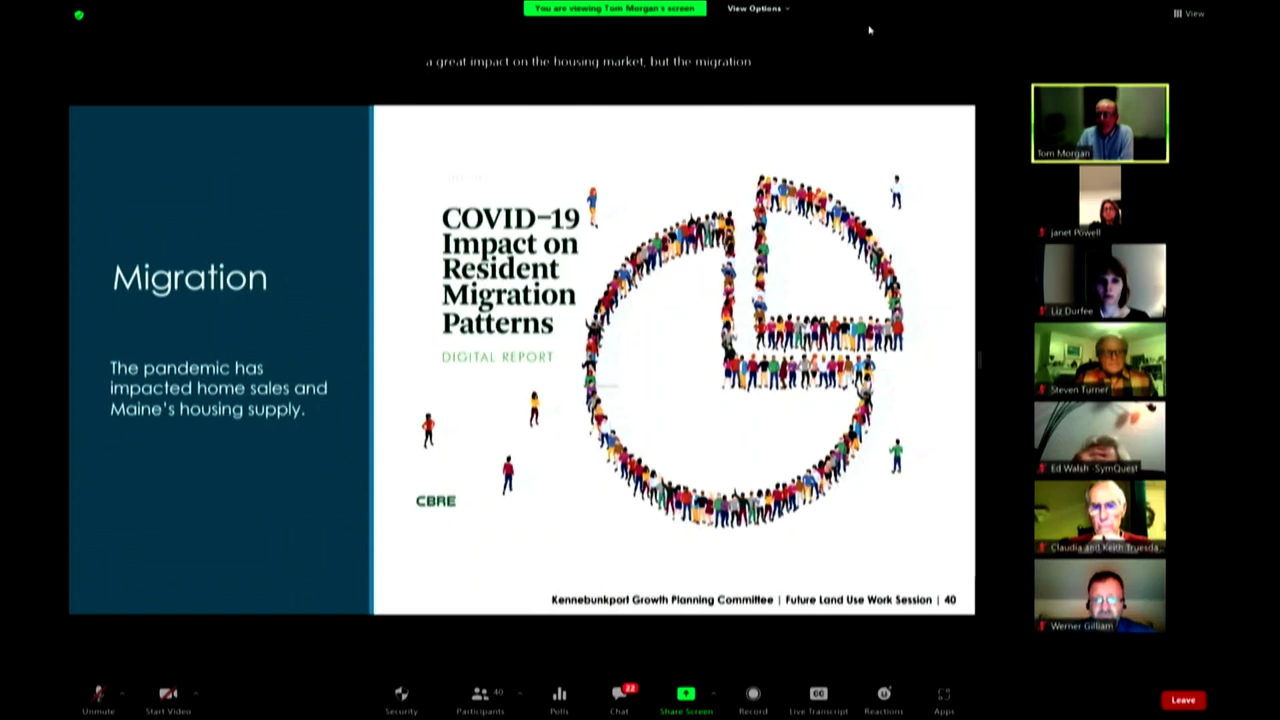 You are viewing Tom Morgan's screen
View Options
View
a great impact on the housing market, but the migration
Migration
The pandemic has
impacted home sales and
Maine's housing supply.
COVID-19
Impact on
Resident
Migration
Patterns
DIGITAL REPORT
CBRE
Kennebunkport Growth Planning Committee | Future Land Use Work Session | 40
Tom Morgan
Janet Powell
Liz Durfee
Steven Turner
Ed Walsh -SymQuest
Claudia and Keith Truesda...
Werner Gilliam
Unmute
Start Video
Security
Participants
40
Polls
Chat
22
Share Screen
Record
CC
Live Transcript
Reactions
Apps
Leave